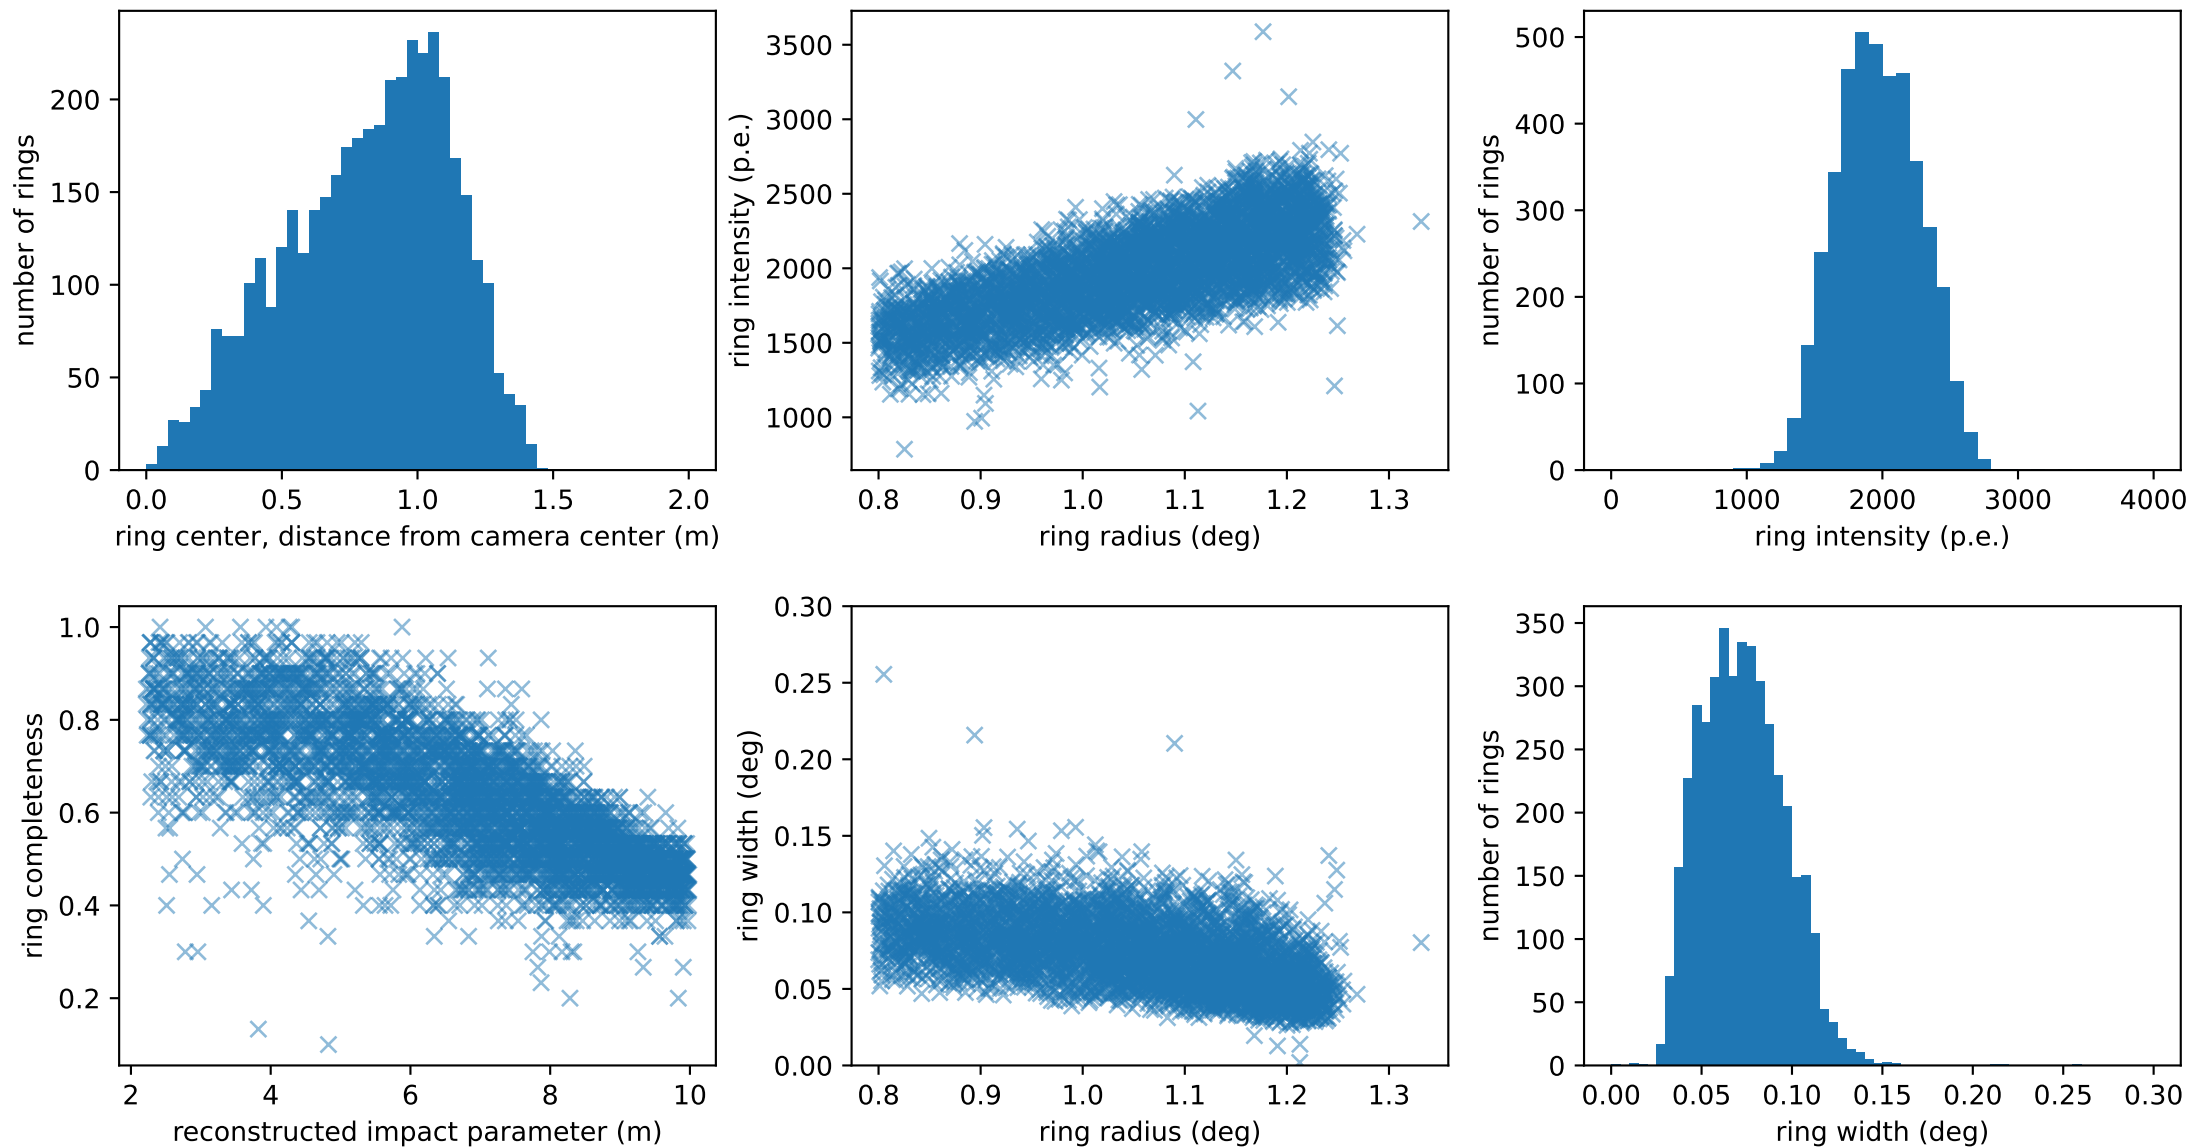 number of rings
200
150
100
50
0
0.0 0.5 1.0 1.5 2.0
ring center, distance from camera center (m)
ring intensity (p.e.)
3500
3000
2500
2000
1500
1000
0.8 0.9 1.0 1.1 1.2 1.3
ring radius (deg)
number of rings
500
400
300
200
100
0
0 1000 2000 3000 4000
ring intensity (p.e.)
ring completeness
1.0
0.8
0.6
0.4
0.2
2 4 6 8 10
reconstructed impact parameter (m)
ring width (deg)
0.30
0.25
0.20
0.15
0.10
0.05
0.00
0.8 0.9 1.0 1.1 1.2 1.3
ring radius (deg)
number of rings
350
300
250
200
150
100
50
0
0.00 0.05 0.10 0.15 0.20 0.25 0.30
ring width (deg)